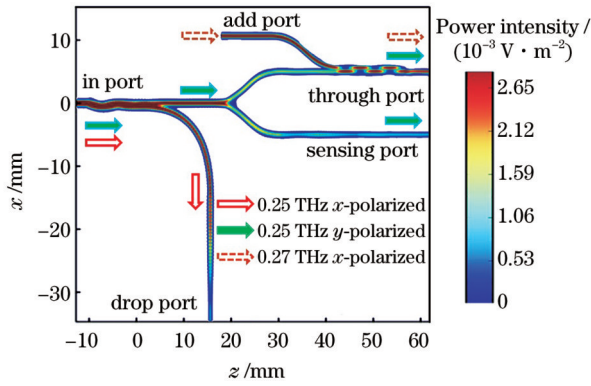 add port
in port
through port
sensing port
drop port
0.25 THz x-polarized
0.25 THz y-polarized
0.27 THz x-polarized
x /mm
10
0
−10
−20
−30
−10 0 10 20 30 40 50 60
z /mm
Power intensity /
(10⁻³ V · m⁻²)
2.65
2.12
1.59
1.06
0.53
0